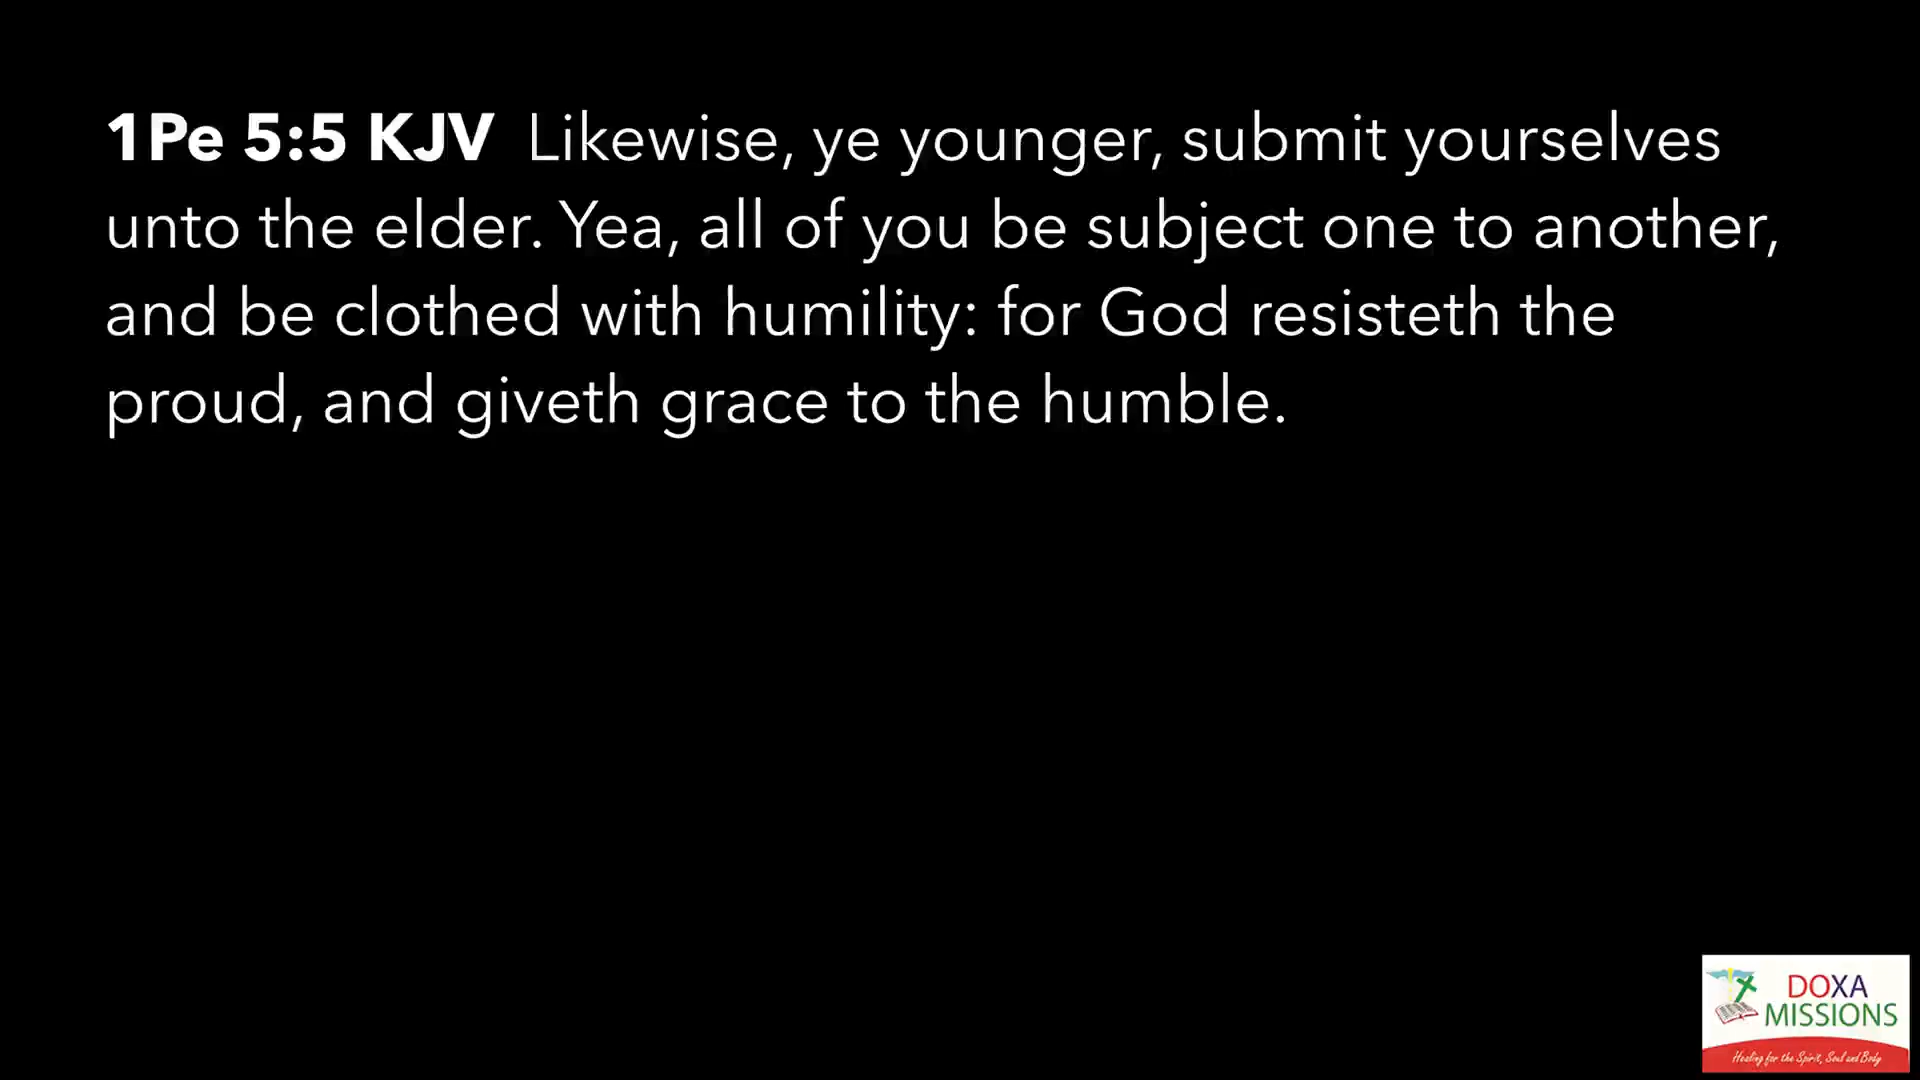 1Pe 5:5 KJV Likewise, ye younger, submit yourselves
unto the elder. Yea, all of you be subject one to another,
and be clothed with humility: for God resisteth the
proud, and giveth grace to the humble.
DOXA
MISSIONS
Healing for the Spirit, Soul and Body